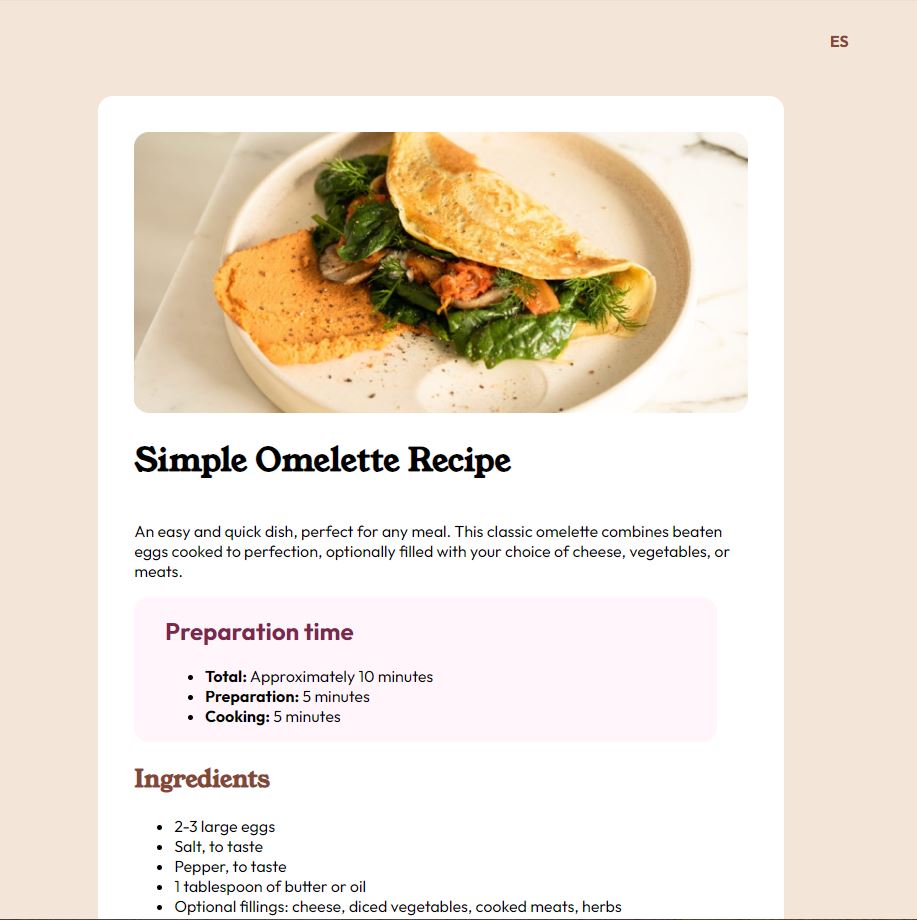 ES
Simple Omelette Recipe
An easy and quick dish, perfect for any meal. This classic omelette combines beaten
eggs cooked to perfection, optionally filled with your choice of cheese, vegetables, or
meats.
Preparation time
• Total: Approximately 10 minutes
• Preparation: 5 minutes
• Cooking: 5 minutes
Ingredients
• 2-3 large eggs
• Salt, to taste
• Pepper, to taste
• 1 tablespoon of butter or oil
• Optional fillings: cheese, diced vegetables, cooked meats, herbs